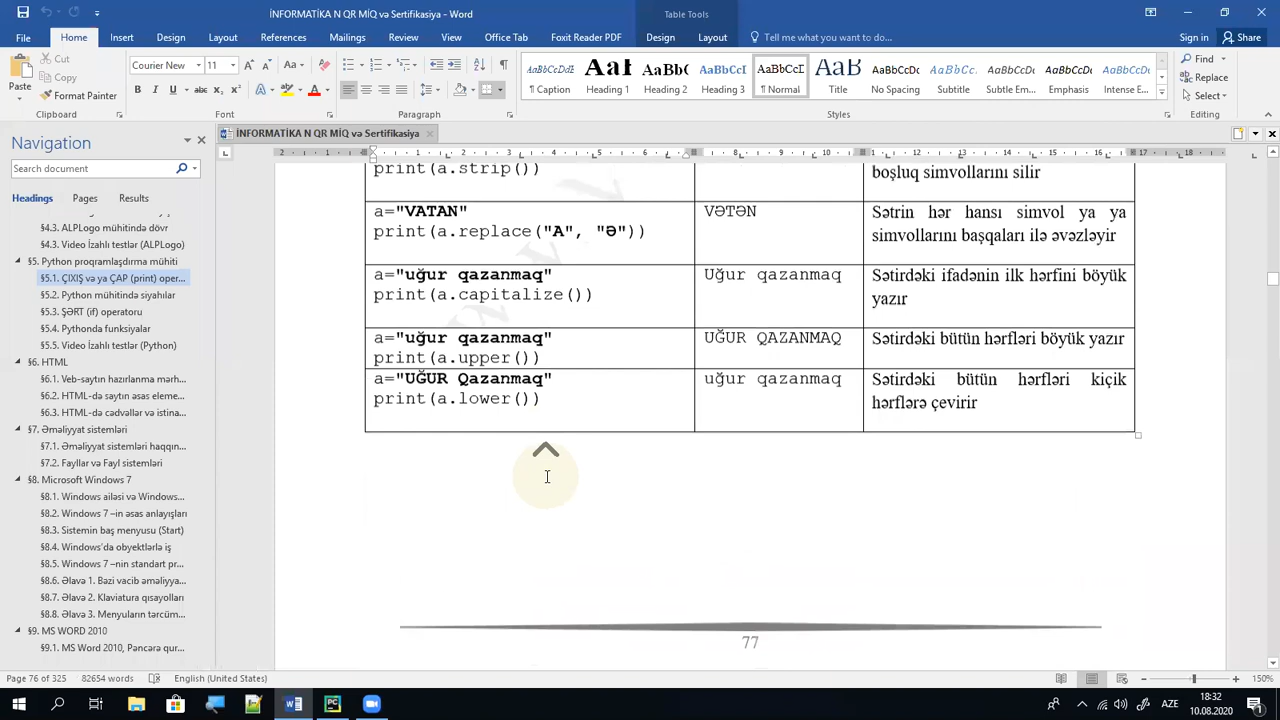 İNFORMATİKA N QR MİQ və Sertifikasiya - Word
Table Tools
File Home Insert Design Layout References Mailings Review View Office Tab Foxit Reader PDF Design Layout Tell me what you want to do... Sign in Share
Paste
Cut
Copy
Format Painter
Clipboard
Courier New 11
Font
Paragraph
AaBbCcDdE AaBbC AaBbCcD AaBbCcI AaBbCcD AaBbCcDc AaBbCcDd AaBbCcD AaBbCcDd AaBbCcDd
¶ Caption Heading 1 Heading 2 Heading 3 ¶ Normal Title No Spacing Subtitle Subtle Em... Emphasis Intense E...
Styles
Find
Replace
Select
Editing
İNFORMATİKA N QR MİQ və Sertifikasiya
Navigation
Search document
Headings Pages Results
§4.3. ALPLogo mühitində dövr
§4.3. Video İzahlı testlər (ALPLogo)
§5. Python proqramlaşdırma mühiti
§5.1. ÇIXIŞ və ya ÇAP (print) oper...
§5.2. Python mühitində siyahılar
§5.3. ŞƏRT (if) operatoru
§5.4. Pythonda funksiyalar
§5.5. Video İzahlı testlər (Python)
§6. HTML
§6.1. Veb-saytın hazırlanma mərh...
§6.2. HTML-də saytın əsas eleme...
§6.3. HTML-də cədvəllər və istina...
§7. Əməliyyat sistemləri
§7.1. Əməliyyat sistemləri haqqın...
§7.2. Fayllar və Fayl sistemləri
§8. Microsoft Windows 7
§8.1. Windows ailəsi və Windows...
§8.2. Windows 7 –in əsas anlayışları
§8.3. Sistemin baş menyusu (Start)
§8.4. Windows'da obyektlərlə iş
§8.5. Windows 7 –nin standart pr...
§8.6. Əlavə 1. Bəzi vacib əməliyya...
§8.7. Əlavə 2. Klaviatura qısayolları
§8.8. Əlavə 3. Menyuların tərcüm...
§9. MS WORD 2010
§9.1. MS Word 2010, Pəncərə qur...
print(a.strip())
boşluq simvollarını silir
a="VATAN"
print(a.replace("A", "Ə"))
VƏTƏN
Sətrin hər hansı simvol ya ya
simvollarını başqaları ilə əvəzləyir
a="uğur qazanmaq"
print(a.capitalize())
Uğur qazanmaq
Sətirdəki ifadənin ilk hərfini böyük
yazır
a="uğur qazanmaq"
print(a.upper())
UĞUR QAZANMAQ
Sətirdəki bütün hərfləri böyük yazır
a="UĞUR Qazanmaq"
print(a.lower())
uğur qazanmaq
Sətirdəki bütün hərfləri kiçik
hərflərə çevirir
77
Page 76 of 325 82654 words English (United States) 150%
AZE
18:32
10.08.2020